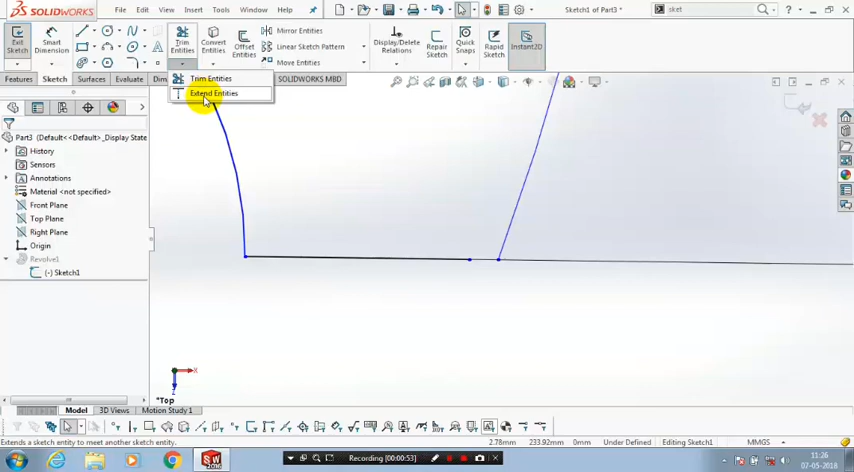 SOLIDWORKS
File Edit View Insert Tools Window Help
Sketch1 of Part3 *
sket
Exit Sketch
Smart Dimension
Trim Entities
Convert Entities
Offset Entities
Mirror Entities
Linear Sketch Pattern
Move Entities
Display/Delete Relations
Repair Sketch
Quick Snaps
Rapid Sketch
Instant2D
Features Sketch Surfaces Evaluate
SOLIDWORKS MBD
Trim Entities
Extend Entities
Part3 (Default<<Default>_Display State
History
Sensors
Annotations
Material <not specified>
Front Plane
Top Plane
Right Plane
Origin
Revolve1
(-) Sketch1
X
Z
*Top
Model 3D Views Motion Study 1
Extends a sketch entity to meet another sketch entity.
2.78mm 233.92mm 0mm Under Defined Editing Sketch1 MMGS
SW
2016
Recording [00:00:53]
11:26
07-05-2018